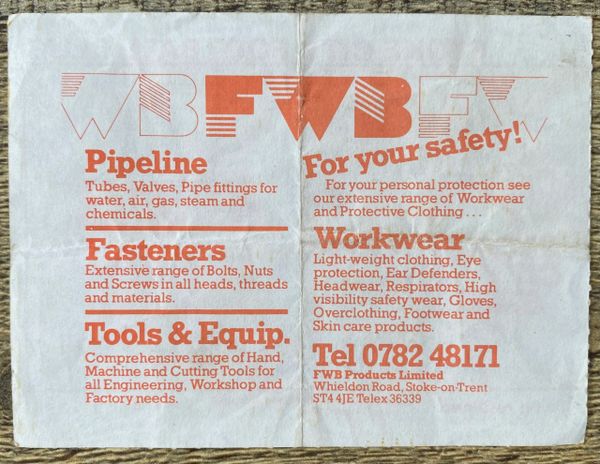 WBFWBFW
Pipeline
Tubes, Valves, Pipe fittings for
water, air, gas, steam and
chemicals.
Fasteners
Extensive range of Bolts, Nuts
and Screws in all heads, threads
and materials.
Tools & Equip.
Comprehensive range of Hand,
Machine and Cutting Tools for
all Engineering, Workshop and
Factory needs.
For your safety!
For your personal protection see
our extensive range of Workwear
and Protective Clothing...
Workwear
Light-weight clothing, Eye
protection, Ear Defenders,
Headwear, Respirators, High
visibility safety wear, Gloves,
Overclothing, Footwear and
Skin care products.
Tel 0782 48171
FWB Products Limited
Whieldon Road, Stoke-on-Trent
ST4 4JE Telex 36339